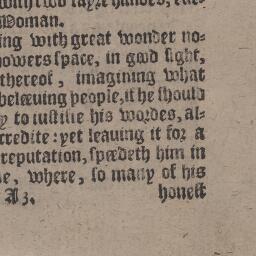 with two fayre handes,
Woman.
ing with great wonder no-
howers space, in good sight,
thereof, imagining what
beleeuing people, if he should
y to iustifie his wordes, al-
credite: yet leauing it for a
reputation, speedeth him in
e, where, so many of his
A 3. honest